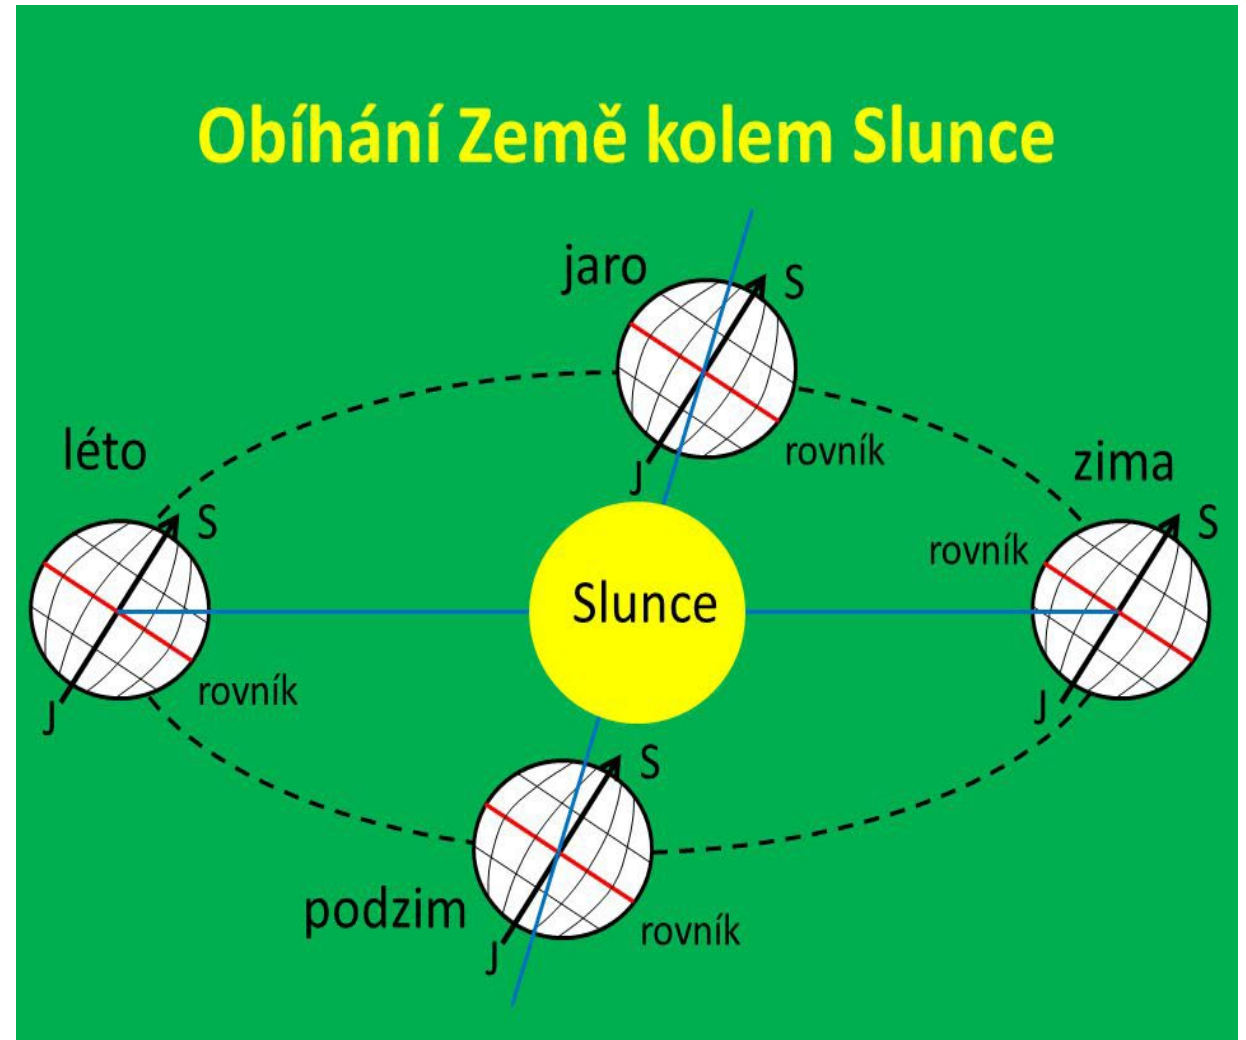 Obíhání Země kolem Slunce
jaro
S
J
rovník
léto
S
J
rovník
zima
rovník
S
J
Slunce
podzim
S
J
rovník